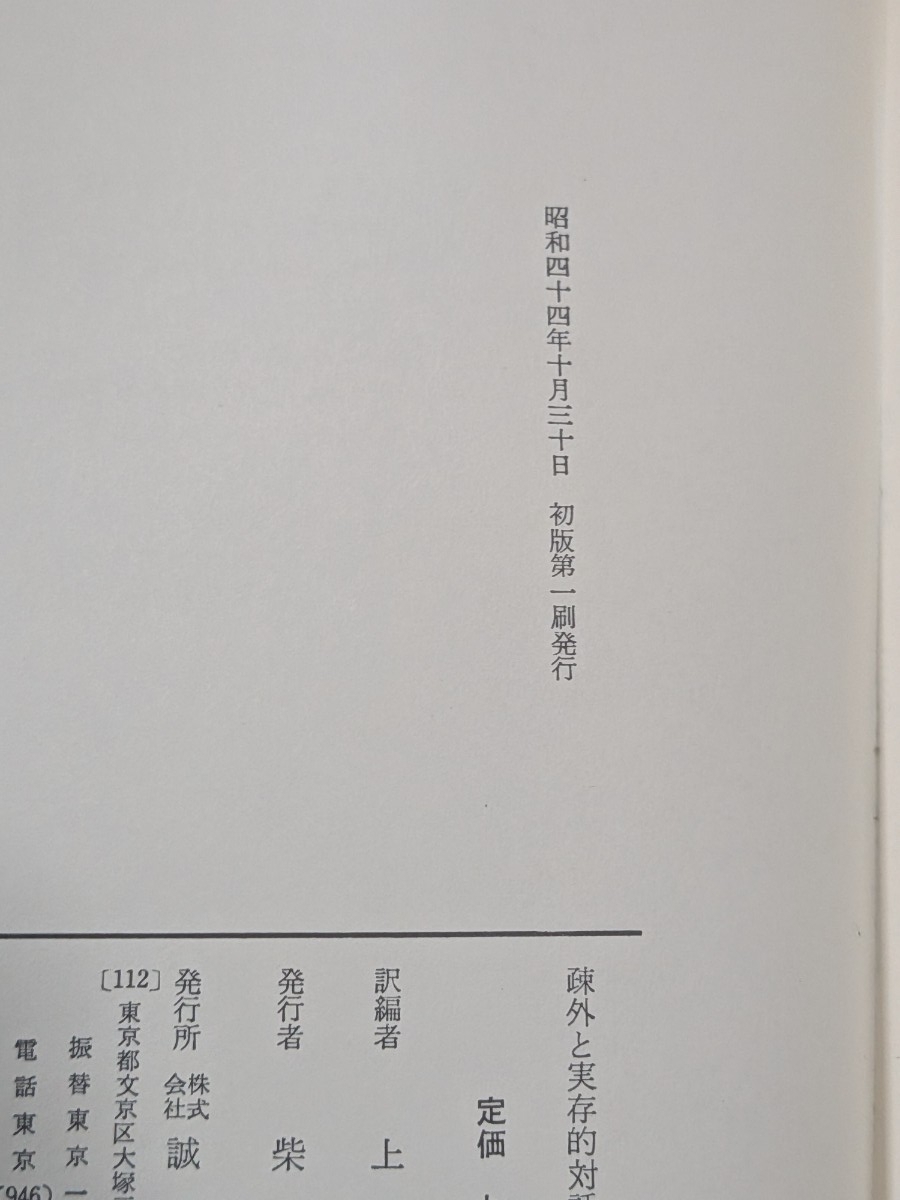 昭和四十四年十月三十日　初版第一刷発行
疎外と実存的対話
定価
訳編者　上
発行者　柴
発行所　株式会社　誠
〔112〕東京都文京区大塚
振替東京一
電話東京(946)